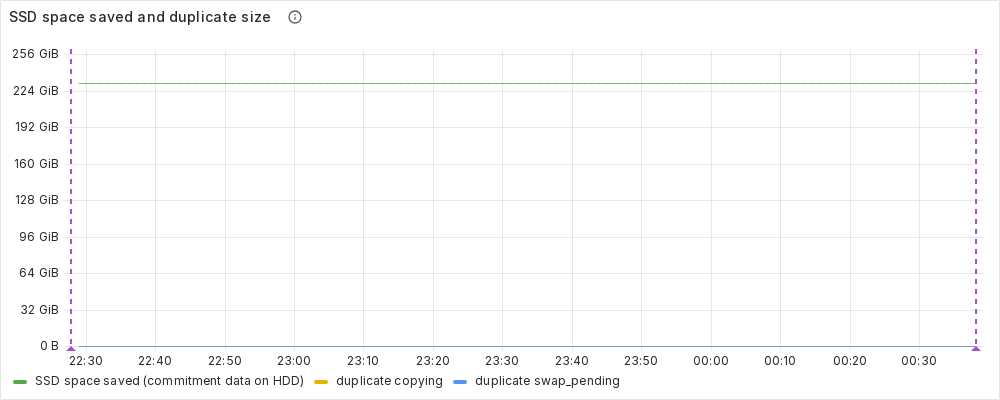 SSD space saved and duplicate size
256 GiB
224 GiB
192 GiB
160 GiB
128 GiB
96 GiB
64 GiB
32 GiB
0 B
22:30 22:40 22:50 23:00 23:10 23:20 23:30 23:40 23:50 00:00 00:10 00:20 00:30
SSD space saved (commitment data on HDD) duplicate copying duplicate swap_pending